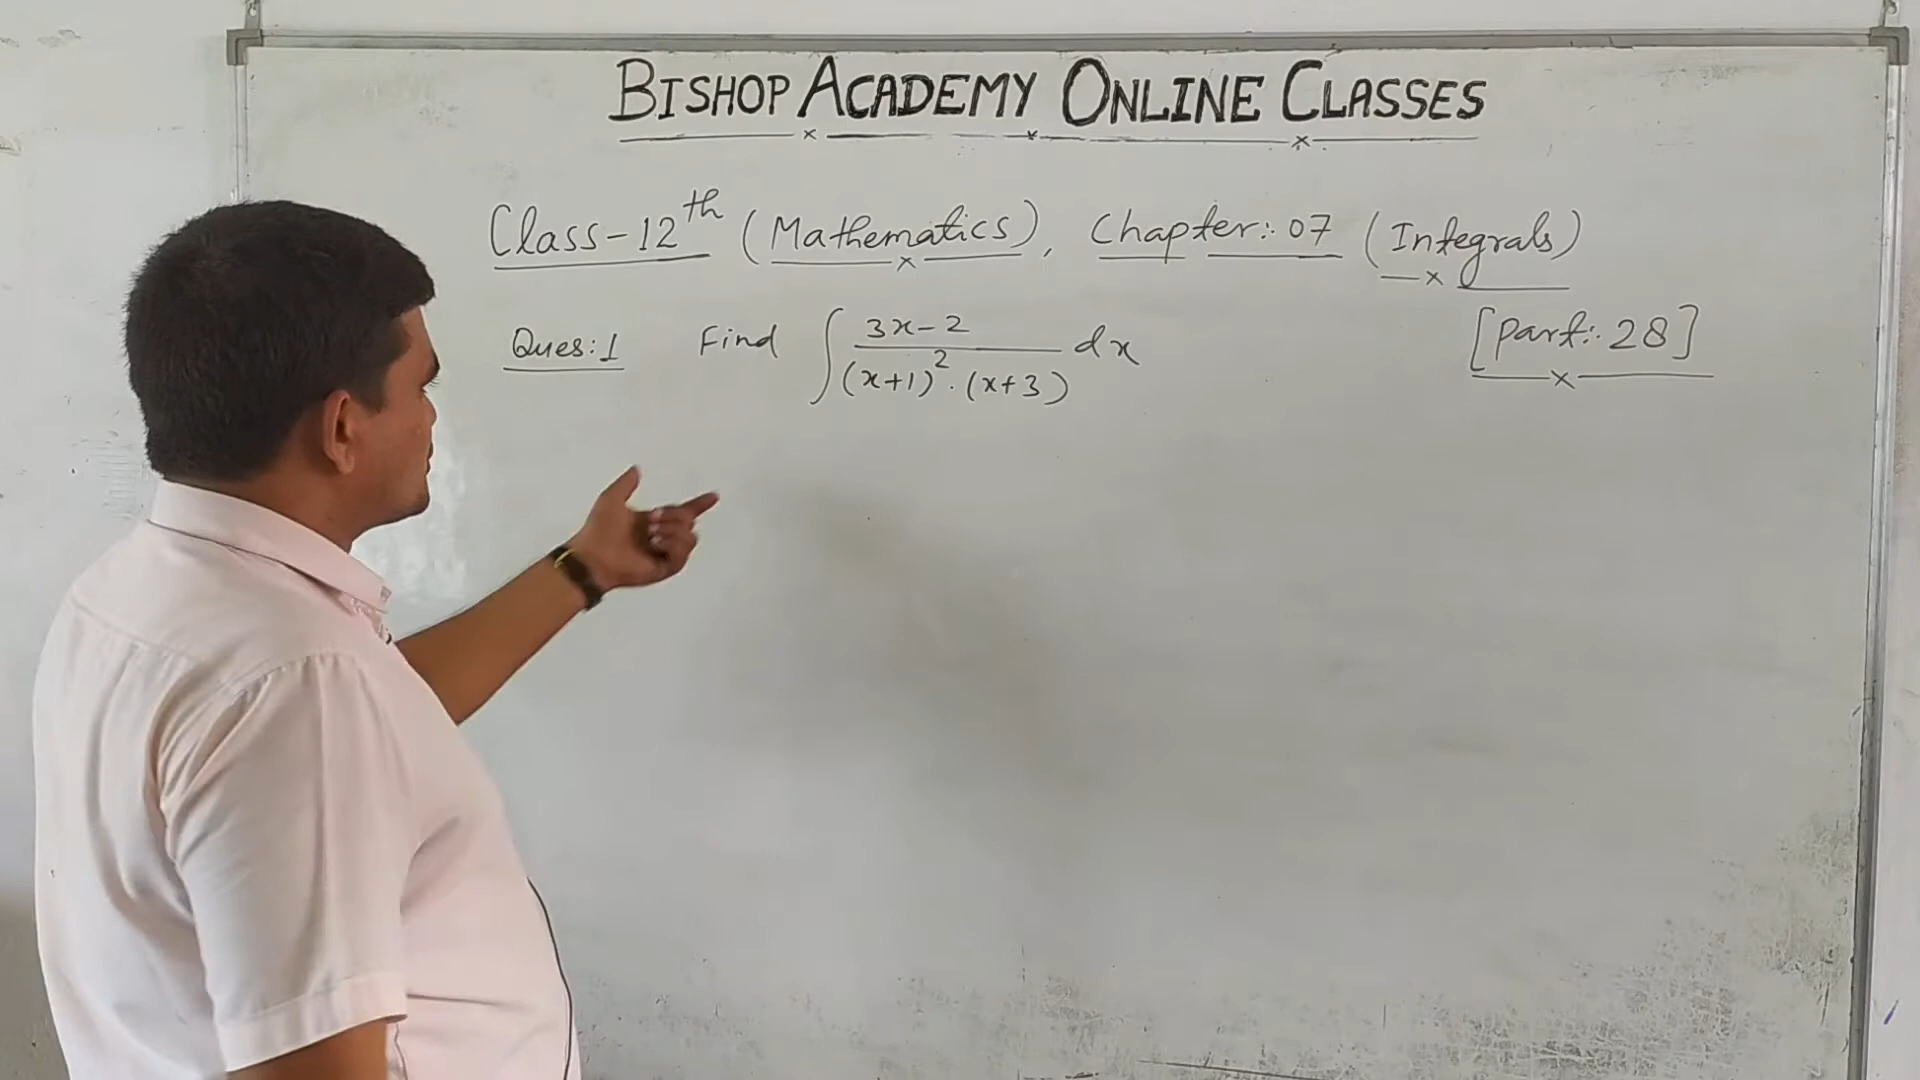 BISHOP ACADEMY ONLINE CLASSES
Class-12th (Mathematics), Chapter:- 07 (Integrals)
[Part:- 28]
Ques:1 Find ∫ 3x-2 / (x+1)² · (x+3) dx